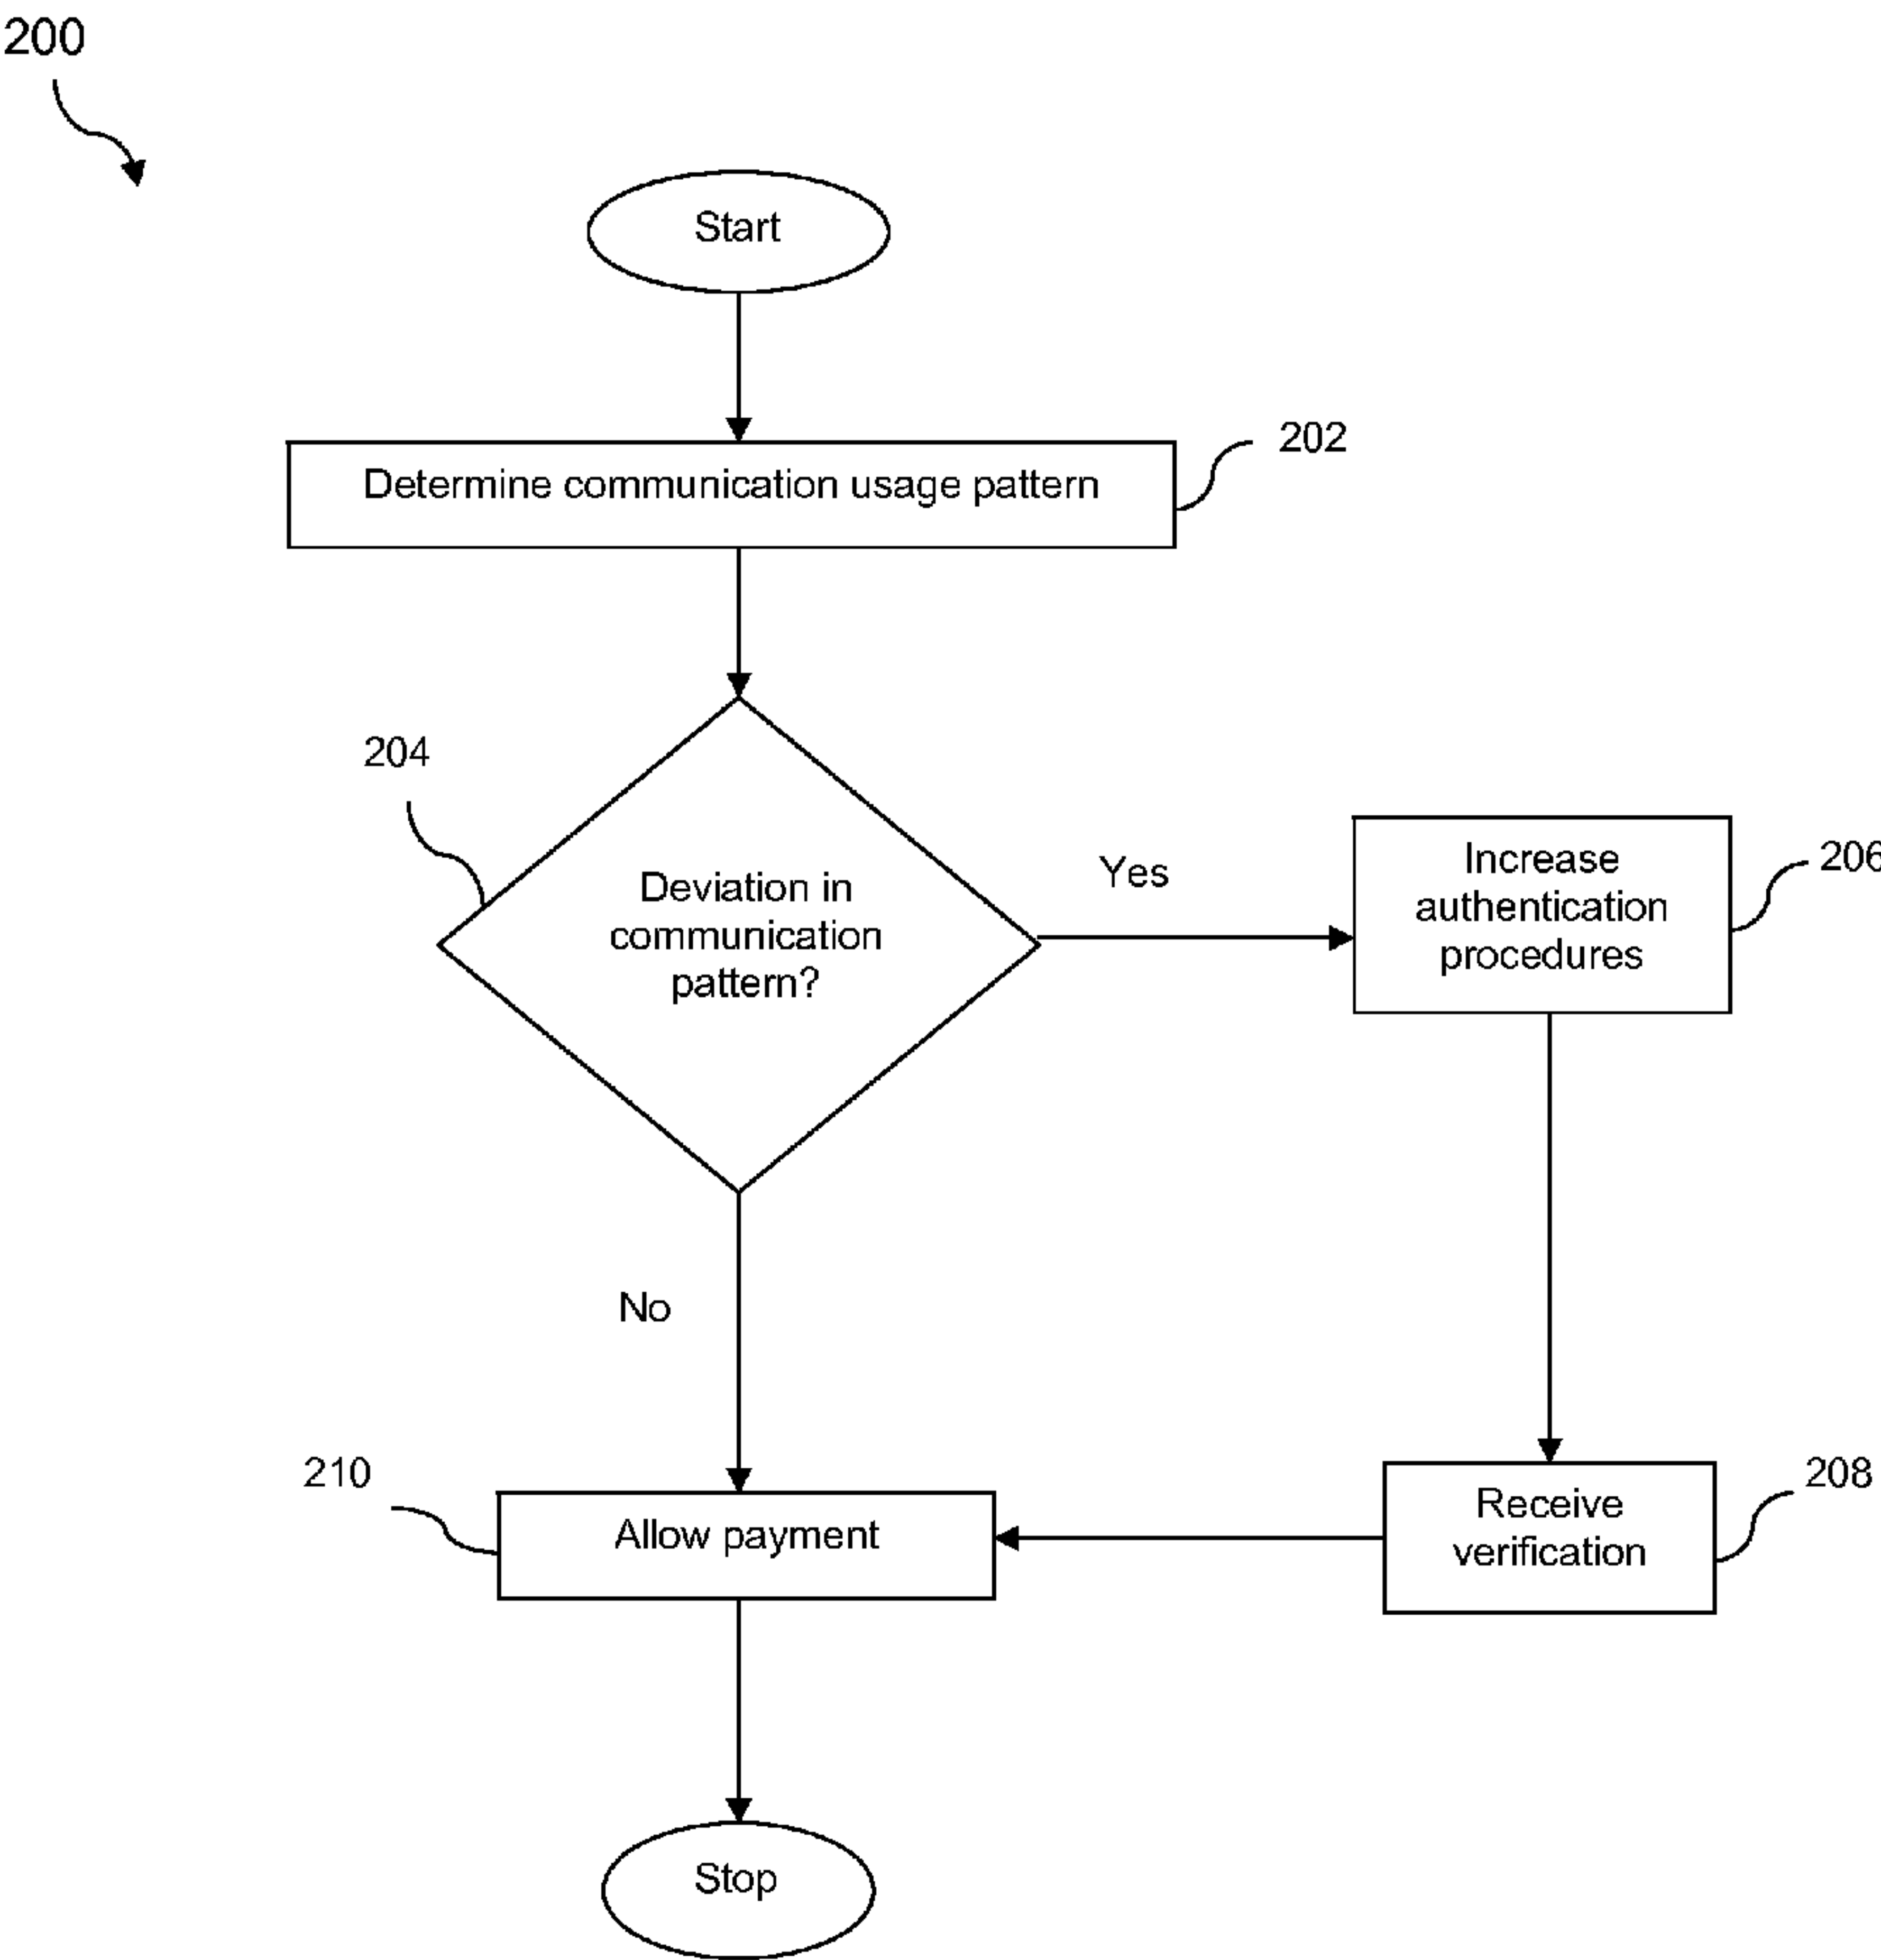 200
Start
Determine communication usage pattern
202
204
Deviation in
communication
pattern?
Yes
Increase
authentication
procedures
206
No
210
Allow payment
Receive
verification
208
Stop